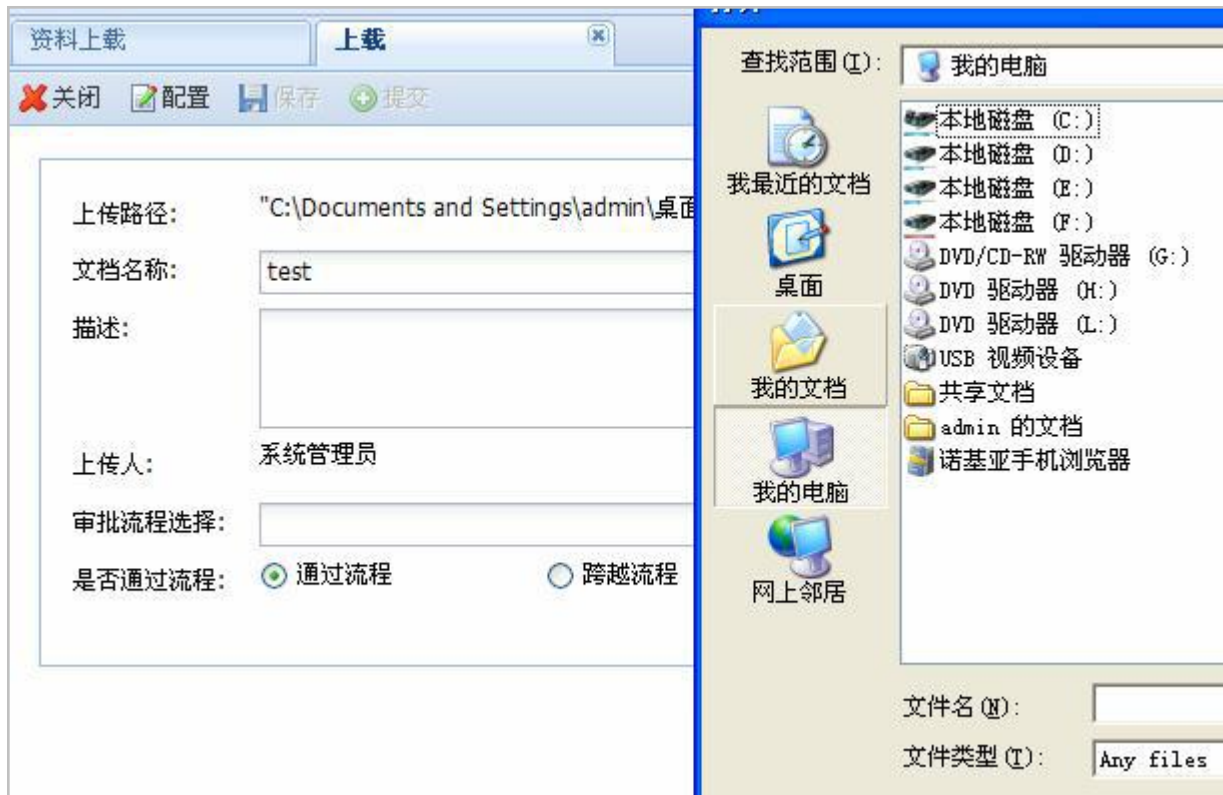 资料上载
上载
关闭
配置
保存
提交
上传路径:
"C:\Documents and Settings\admin\桌面
文档名称:
test
描述:
上传人:
系统管理员
审批流程选择:
是否通过流程:
通过流程
跨越流程
查找范围(I):
我的电脑
我最近的文档
桌面
我的文档
我的电脑
网上邻居
本地磁盘 (C:)
本地磁盘 (D:)
本地磁盘 (E:)
本地磁盘 (F:)
DVD/CD-RW 驱动器 (G:)
DVD 驱动器 (H:)
DVD 驱动器 (L:)
USB 视频设备
共享文档
admin 的文档
诺基亚手机浏览器
文件名(N):
文件类型(T):
Any files